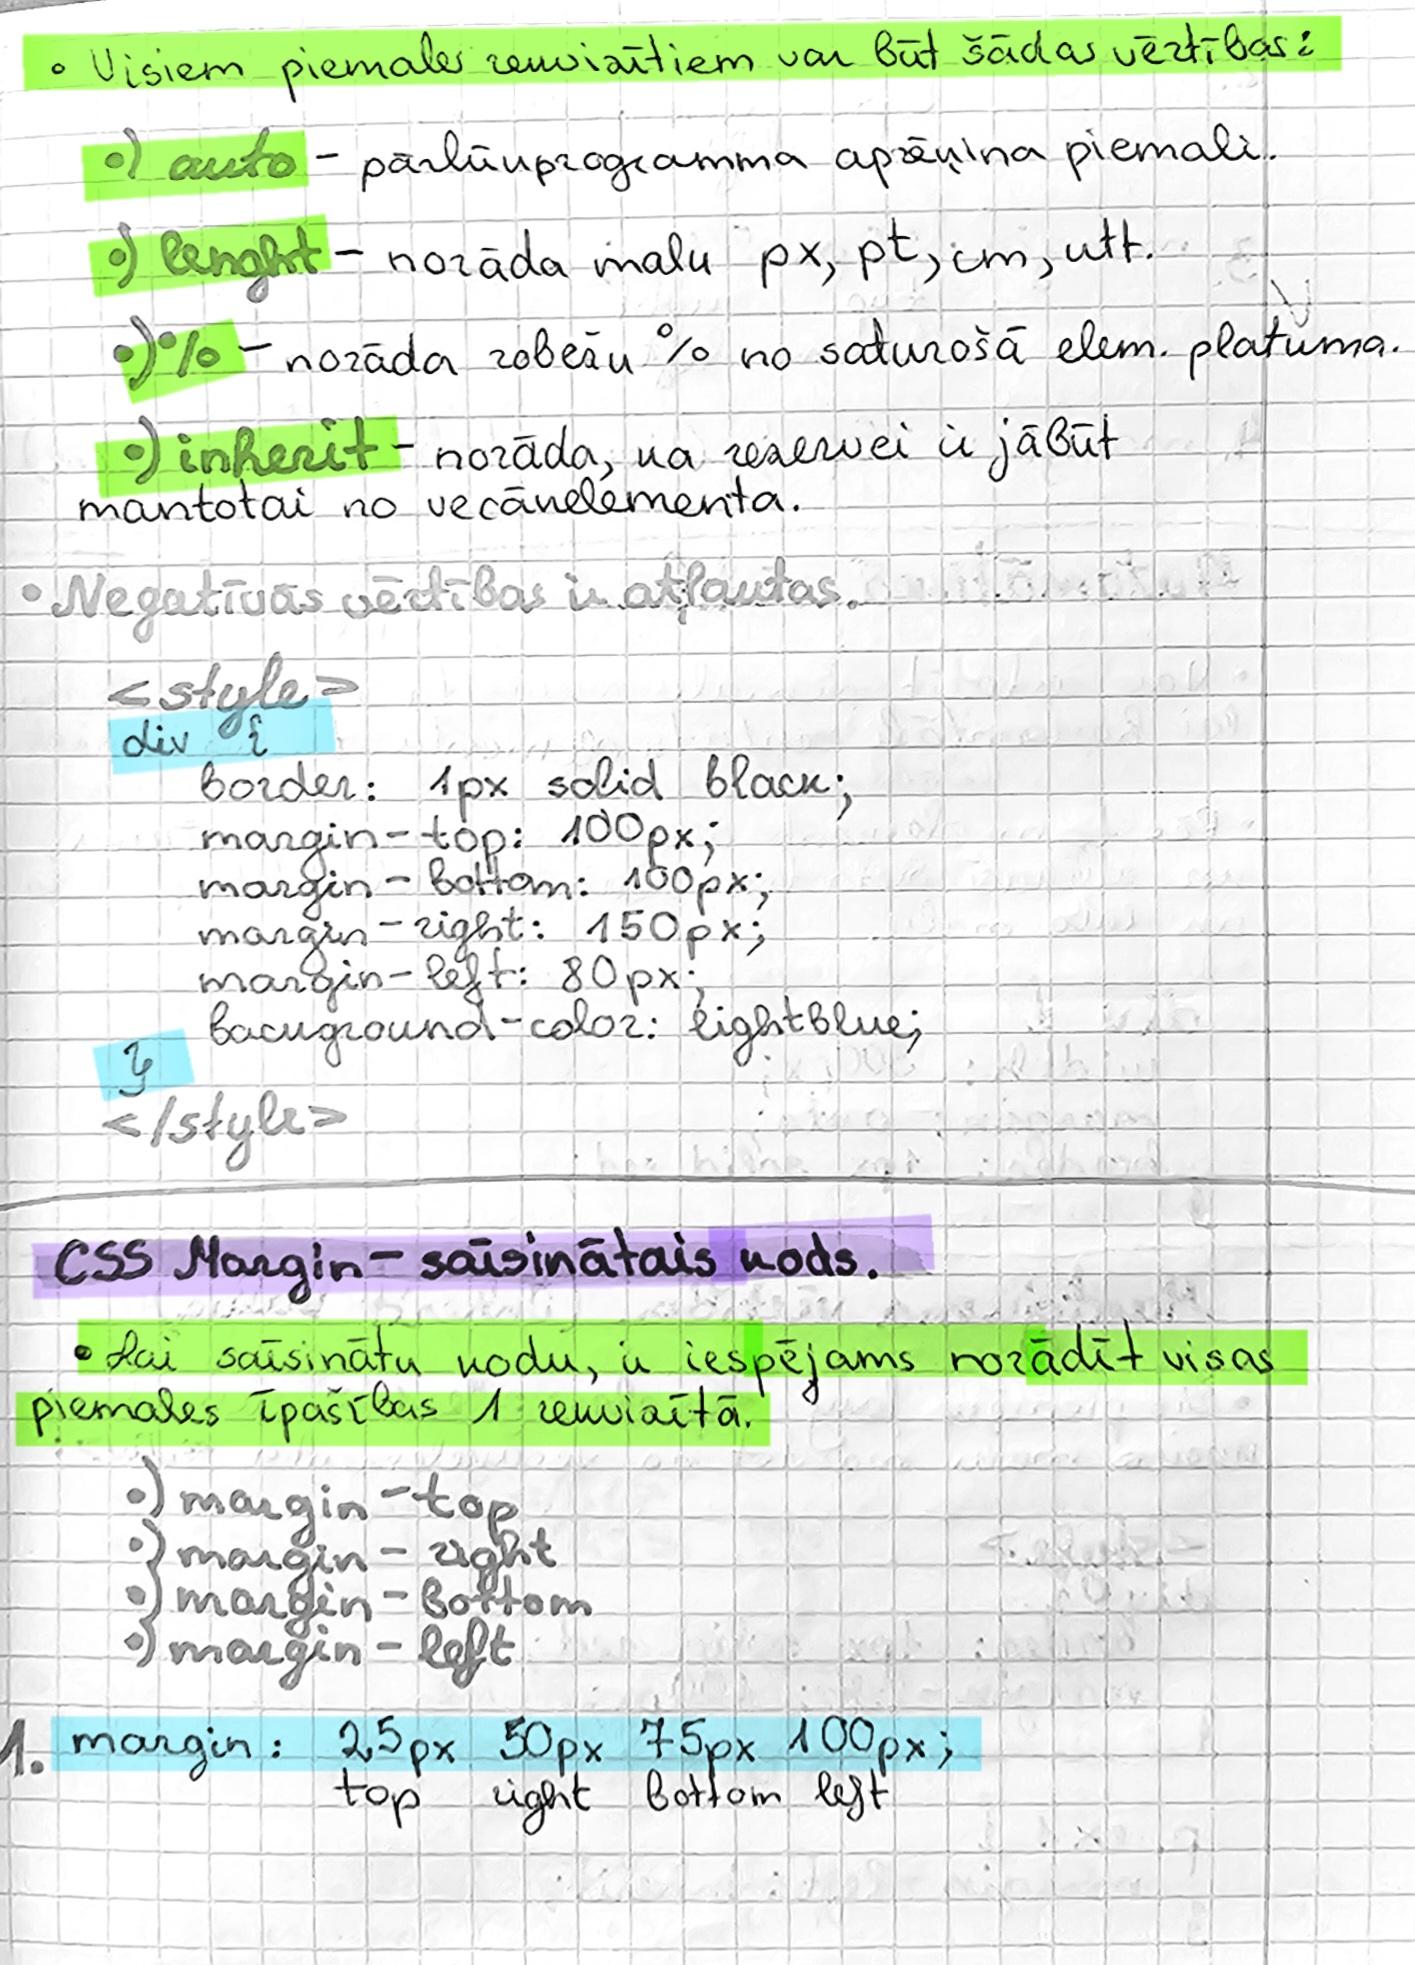 • Visiem piemales rekvizītiem var būt šādas vērtības:
•) auto - pārlūkprogramma aprēķina piemali.
•) lenght - norāda malu px, pt, cm, utt.
•) % - norāda robežu % no saturošā elem. platuma.
•) inherit - norāda, ka rezervei ir jābūt
mantotai no vecākelementa.
• Negatīvās vērtības ir atļautas.
<style>
div {
border: 1px solid black;
margin-top: 100px;
margin-bottom: 100px;
margin-right: 150px;
margin-left: 80px;
background-color: lightblue;
}
</style>
CSS Margin - saīsinātais kods.
• Lai saīsinātu kodu, ir iespējams norādīt visas
piemales īpašības 1 rekvizītā.
•) margin-top
•) margin-right
•) margin-bottom
•) margin-left
1. margin: 25px 50px 75px 100px;
top right bottom left